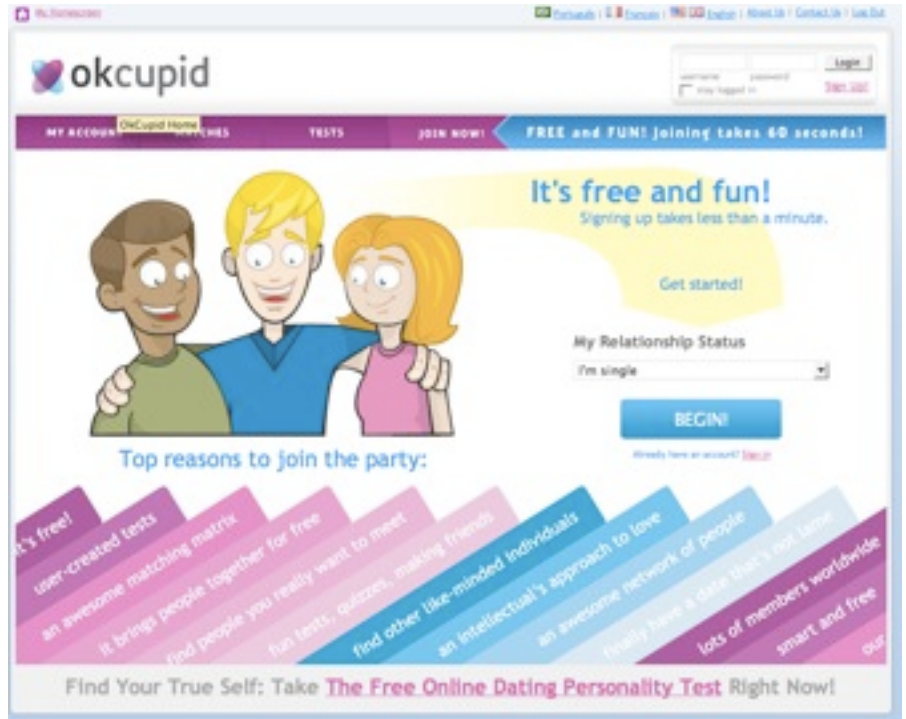 My Homescreen
Português | Français | English | About Us | Contact Us | Log Out
okcupid
Login
username password
stay logged in
Sign Up!
MY ACCOUNT
OkCupid Home
TESTS
JOIN NOW!
FREE and FUN! Joining takes 60 seconds!
It's free and fun!
Signing up takes less than a minute.
Get started!
My Relationship Status
I'm single
BEGIN!
Already have an account? Sign in
Top reasons to join the party:
it's free!
user-created tests
an awesome matching matrix
it brings people together for free
find people you really want to meet
fun tests, quizzes, making friends
find other like-minded individuals
an intellectual's approach to love
an awesome network of people
finally have a date that's not lame
lots of members worldwide
smart and free
our
Find Your True Self: Take The Free Online Dating Personality Test Right Now!